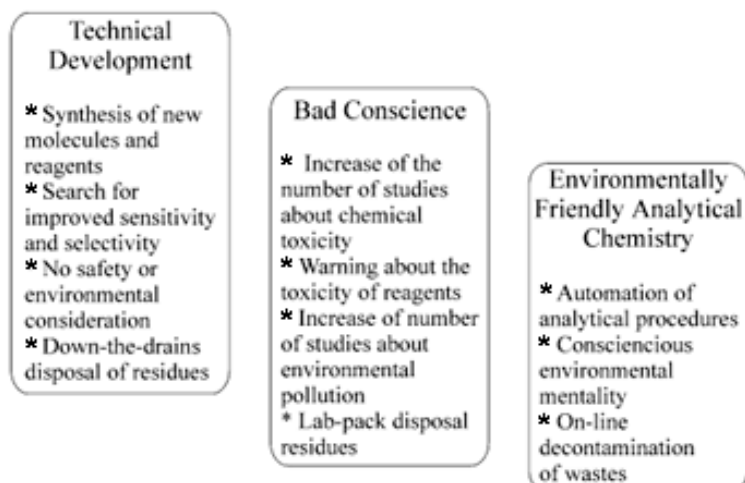 Technical
Development
* Synthesis of new
molecules and
reagents
* Search for
improved sensitivity
and selectivity
* No safety or
environmental
consideration
* Down-the-drains
disposal of residues
Bad Conscience
* Increase of the
number of studies
about chemical
toxicity
* Warning about the
toxicity of reagents
* Increase of number
of studies about
environmental
pollution
* Lab-pack disposal
residues
Environmentally
Friendly Analytical
Chemistry
* Automation of
analytical procedures
* Consciencious
environmental
mentality
* On-line
decontamination
of wastes